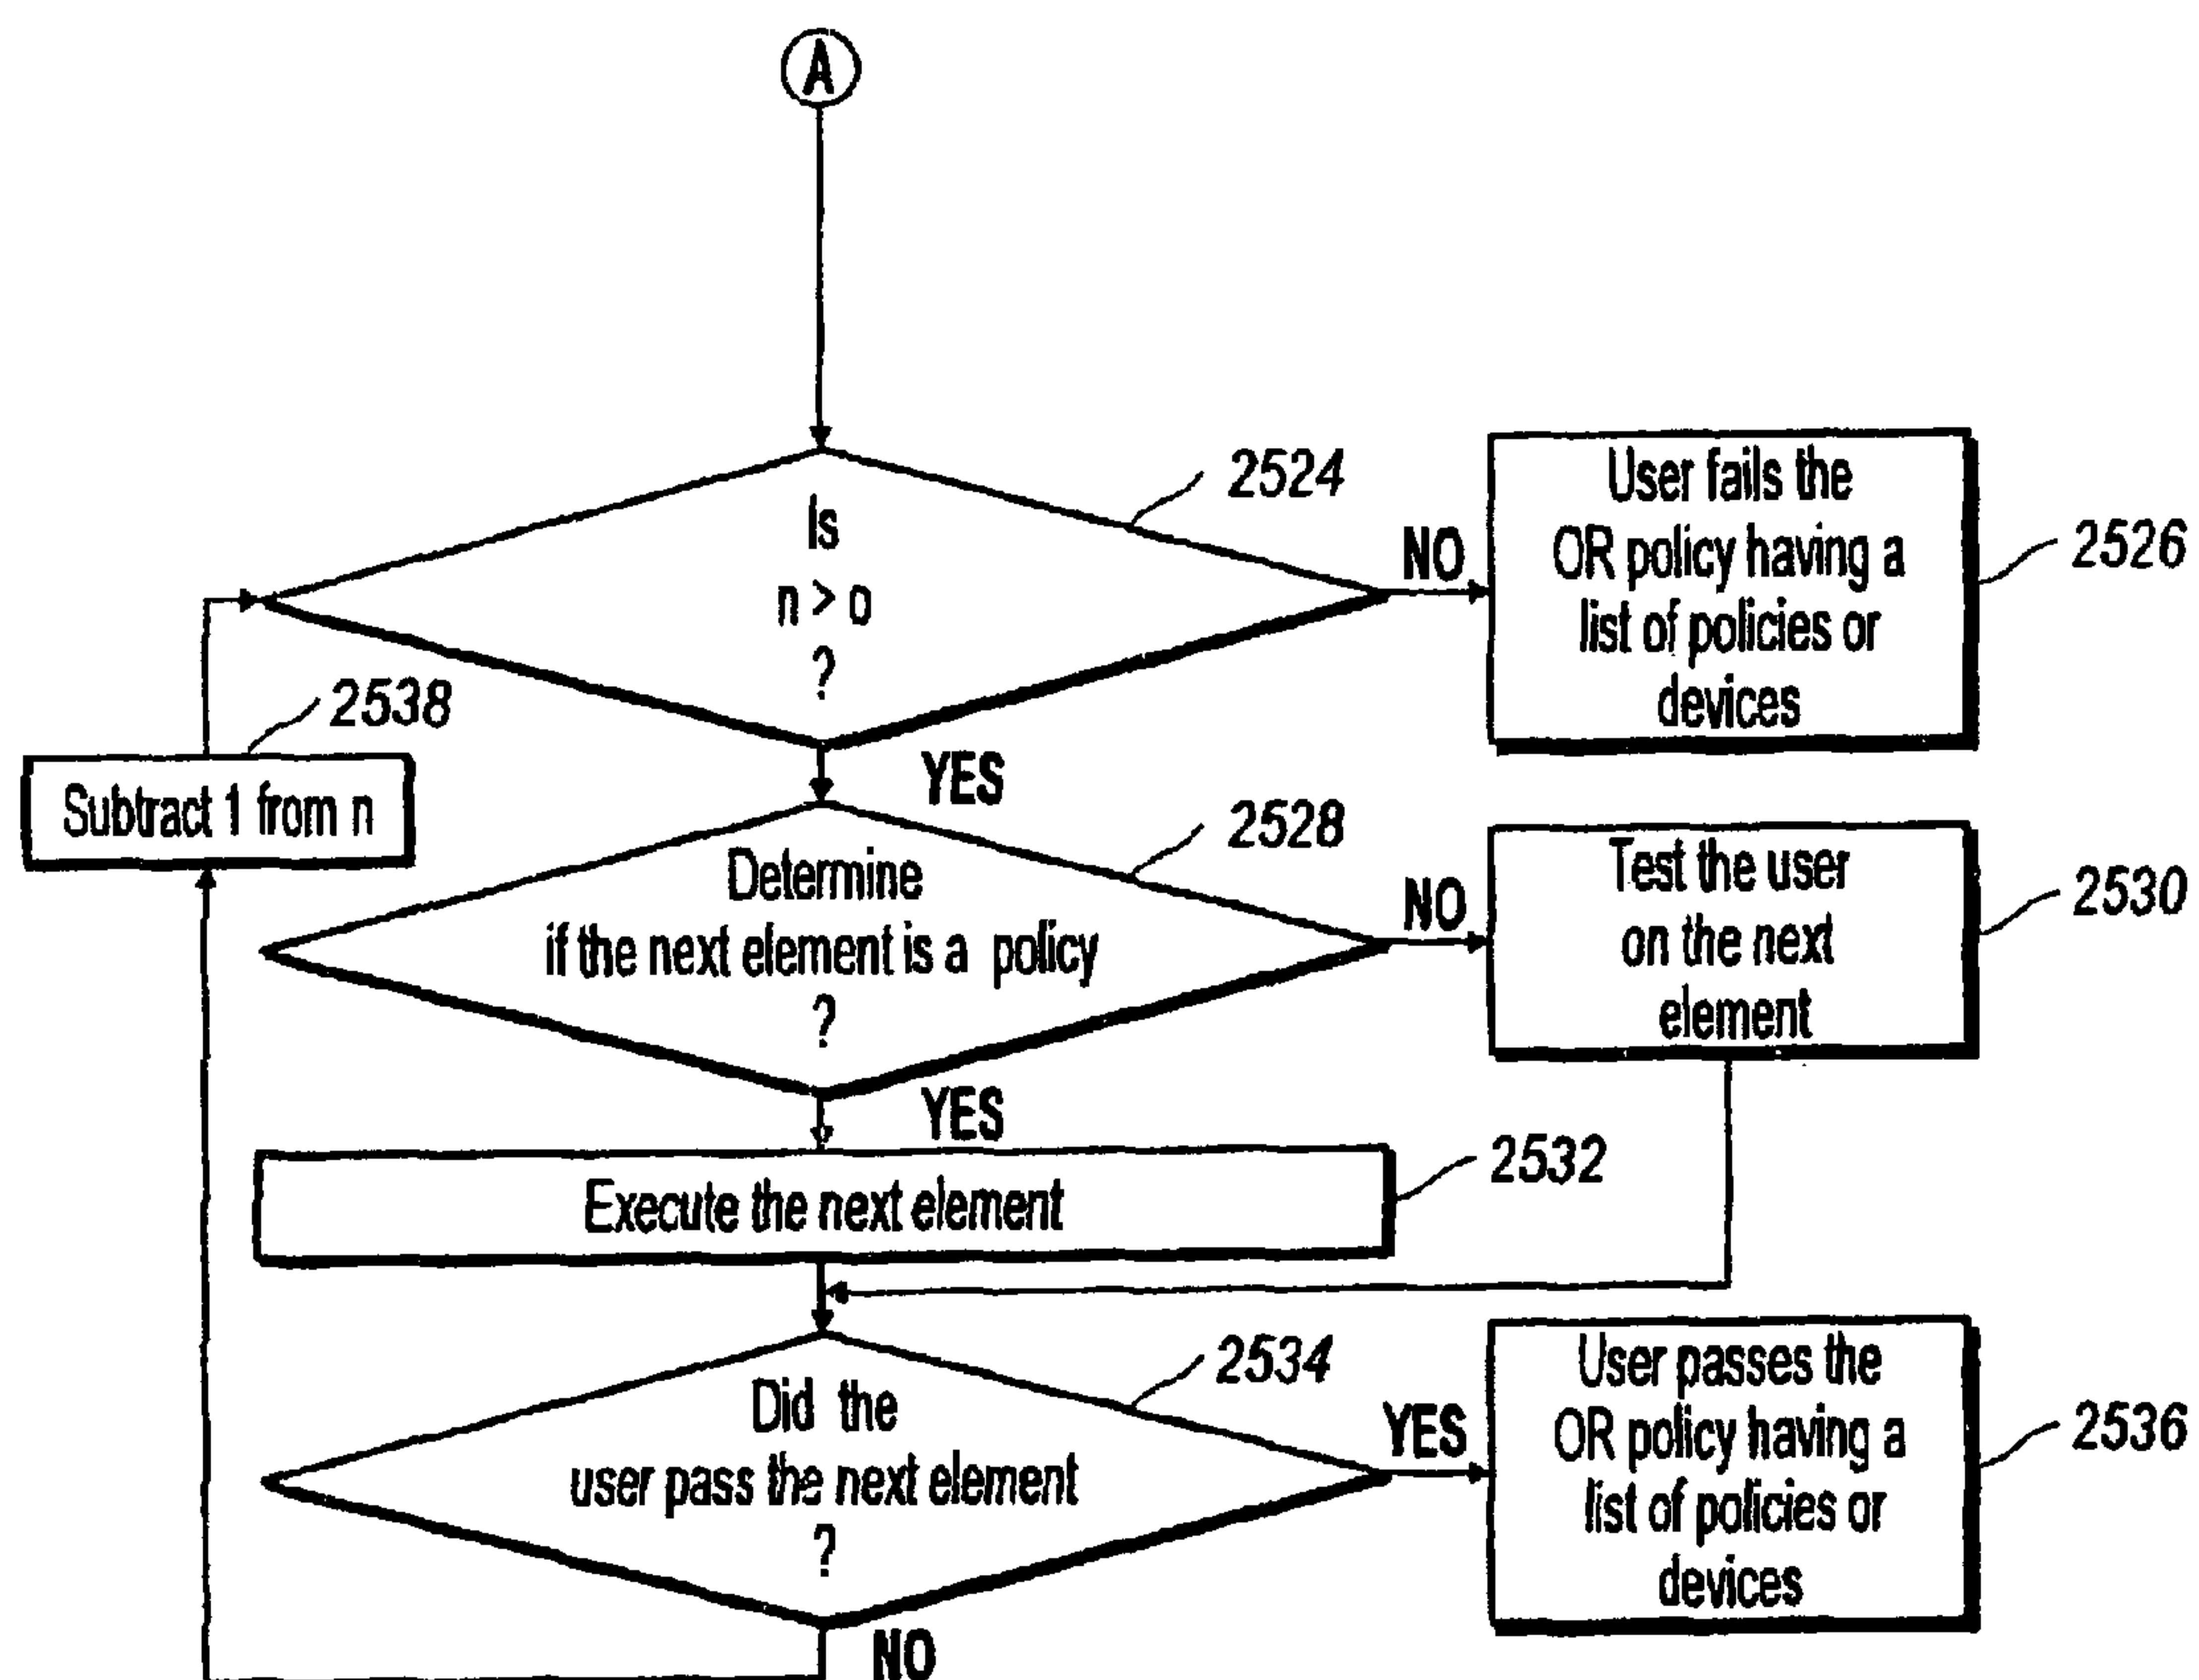 A
Is
n > o
?
2524
NO
User fails the
OR policy having a
list of policies or
devices
2526
2538
Subtract 1 from n
YES
Determine
if the next element is a policy
?
2528
NO
Test the user
on the next
element
2530
YES
Execute the next element
2532
Did the
user pass the next element
?
2534
YES
User passes the
OR policy having a
list of policies or
devices
2536
NO